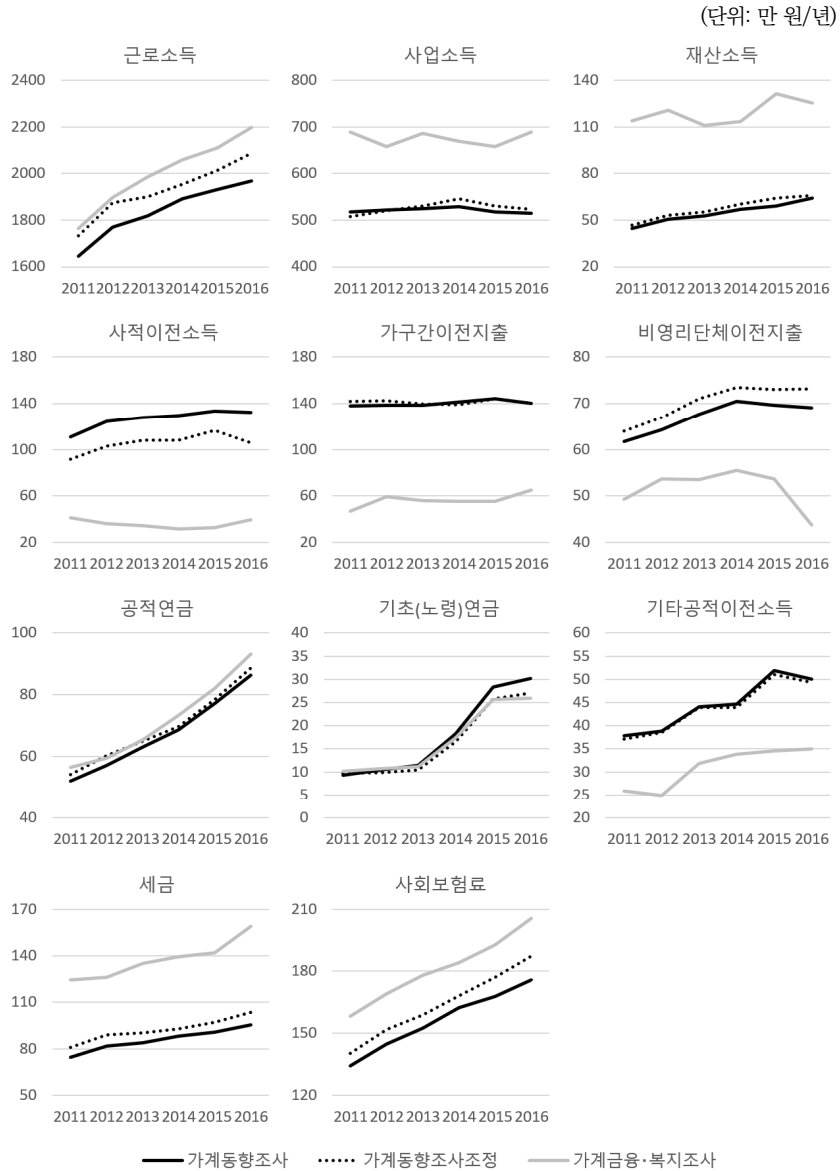 (단위: 만 원/년)
근로소득 사업소득 재산소득
2400 800 140
2200 700 110
2000 600 80
1800 500 50
1600 400 20
2011 2012 2013 2014 2015 2016 2011 2012 2013 2014 2015 2016 2011 2012 2013 2014 2015 2016
사적이전소득 가구간이전지출 비영리단체이전지출
180 180 80
140 140 70
100 100 60
60 60 50
20 20 40
2011 2012 2013 2014 2015 2016 2011 2012 2013 2014 2015 2016 2011 2012 2013 2014 2015 2016
공적연금 기초(노령)연금 기타공적이전소득
100 40 60
35 55
80 30 50
25 45
60 20 40
15 35
10 30
5 25
40 0 20
2011 2012 2013 2014 2015 2016 2011 2012 2013 2014 2015 2016 2011 2012 2013 2014 2015 2016
세금 사회보험료
170 210
140 180
110 150
80 120
50
2011 2012 2013 2014 2015 2016 2011 2012 2013 2014 2015 2016
가계동향조사 가계동향조사조정 가계금융·복지조사